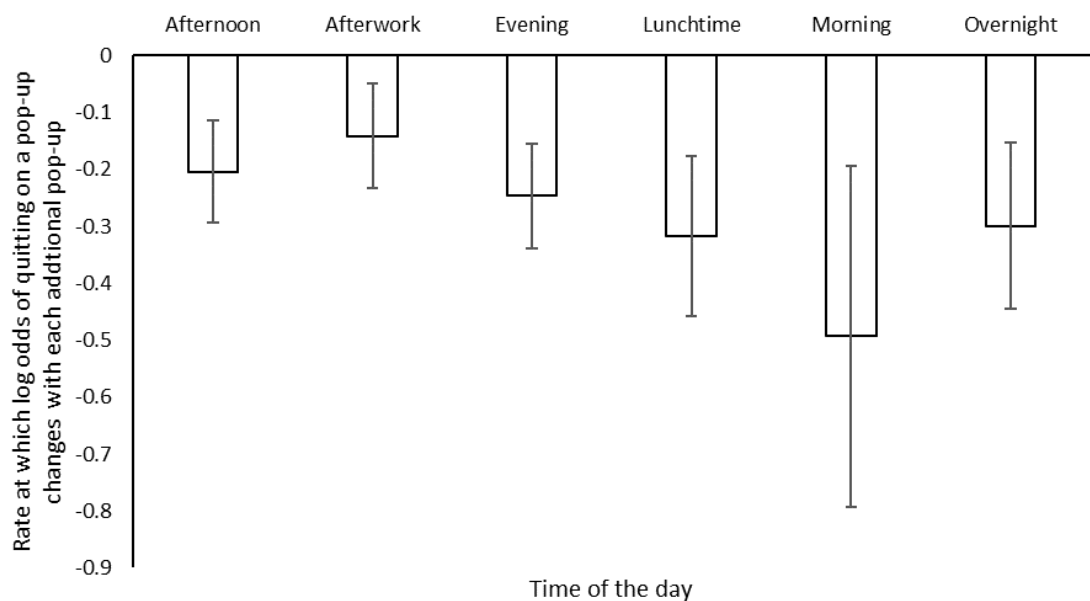 Afternoon Afterwork Evening Lunchtime Morning Overnight
0
-0.1
-0.2
-0.3
-0.4
-0.5
-0.6
-0.7
-0.8
-0.9
Rate at which log odds of quitting on a pop-up
changes with each addtional pop-up
Time of the day